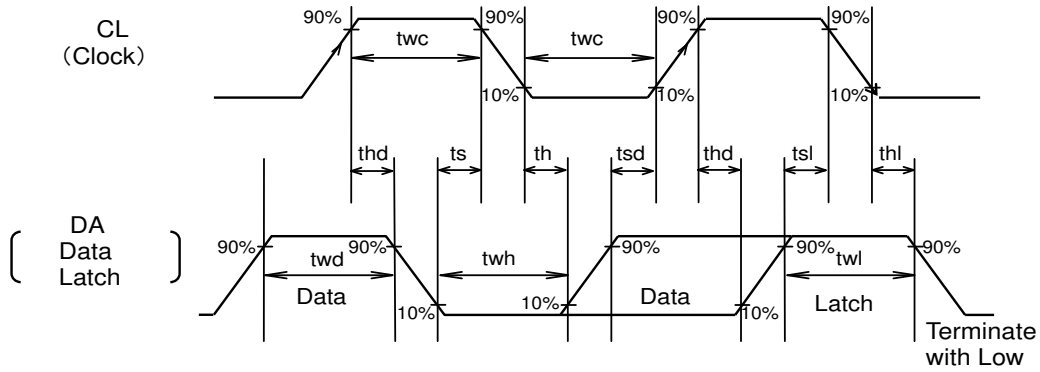 CL
(Clock)
90%
twc
90%
10%
twc
10%
90%
90%
10%
thd
ts
th
tsd
thd
tsl
thl
DA
Data
Latch
90%
twd
90%
Data
10%
twh
10%
90%
Data
10%
90%
twl
Latch
90%
Terminate
with Low